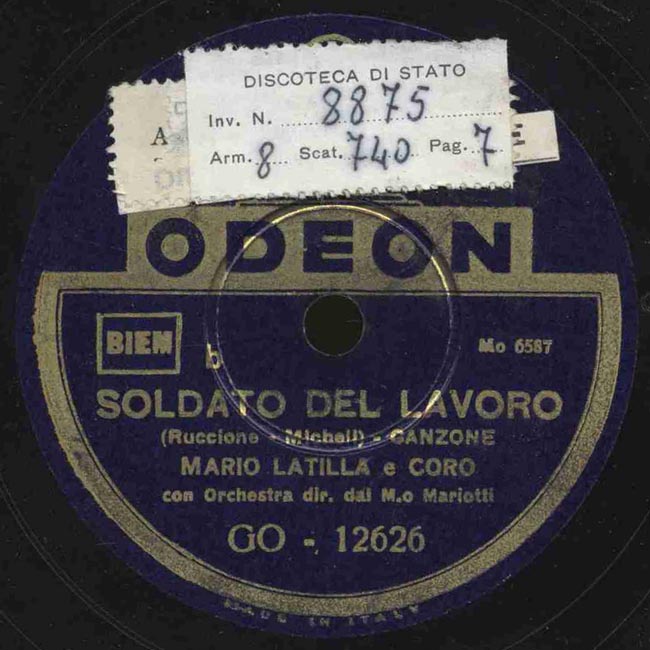 DISCOTECA DI STATO
Inv. N. 8875
Arm. 8 Scat. 740 Pag. 7
A
E
ODEON
BIEM
b
Mo 6587
SOLDATO DEL LAVORO
(Ruccione - Micheli) - CANZONE
MARIO LATILLA e CORO
con Orchestra dir. dal M.o Mariotti
GO - 12626
MADE IN ITALY